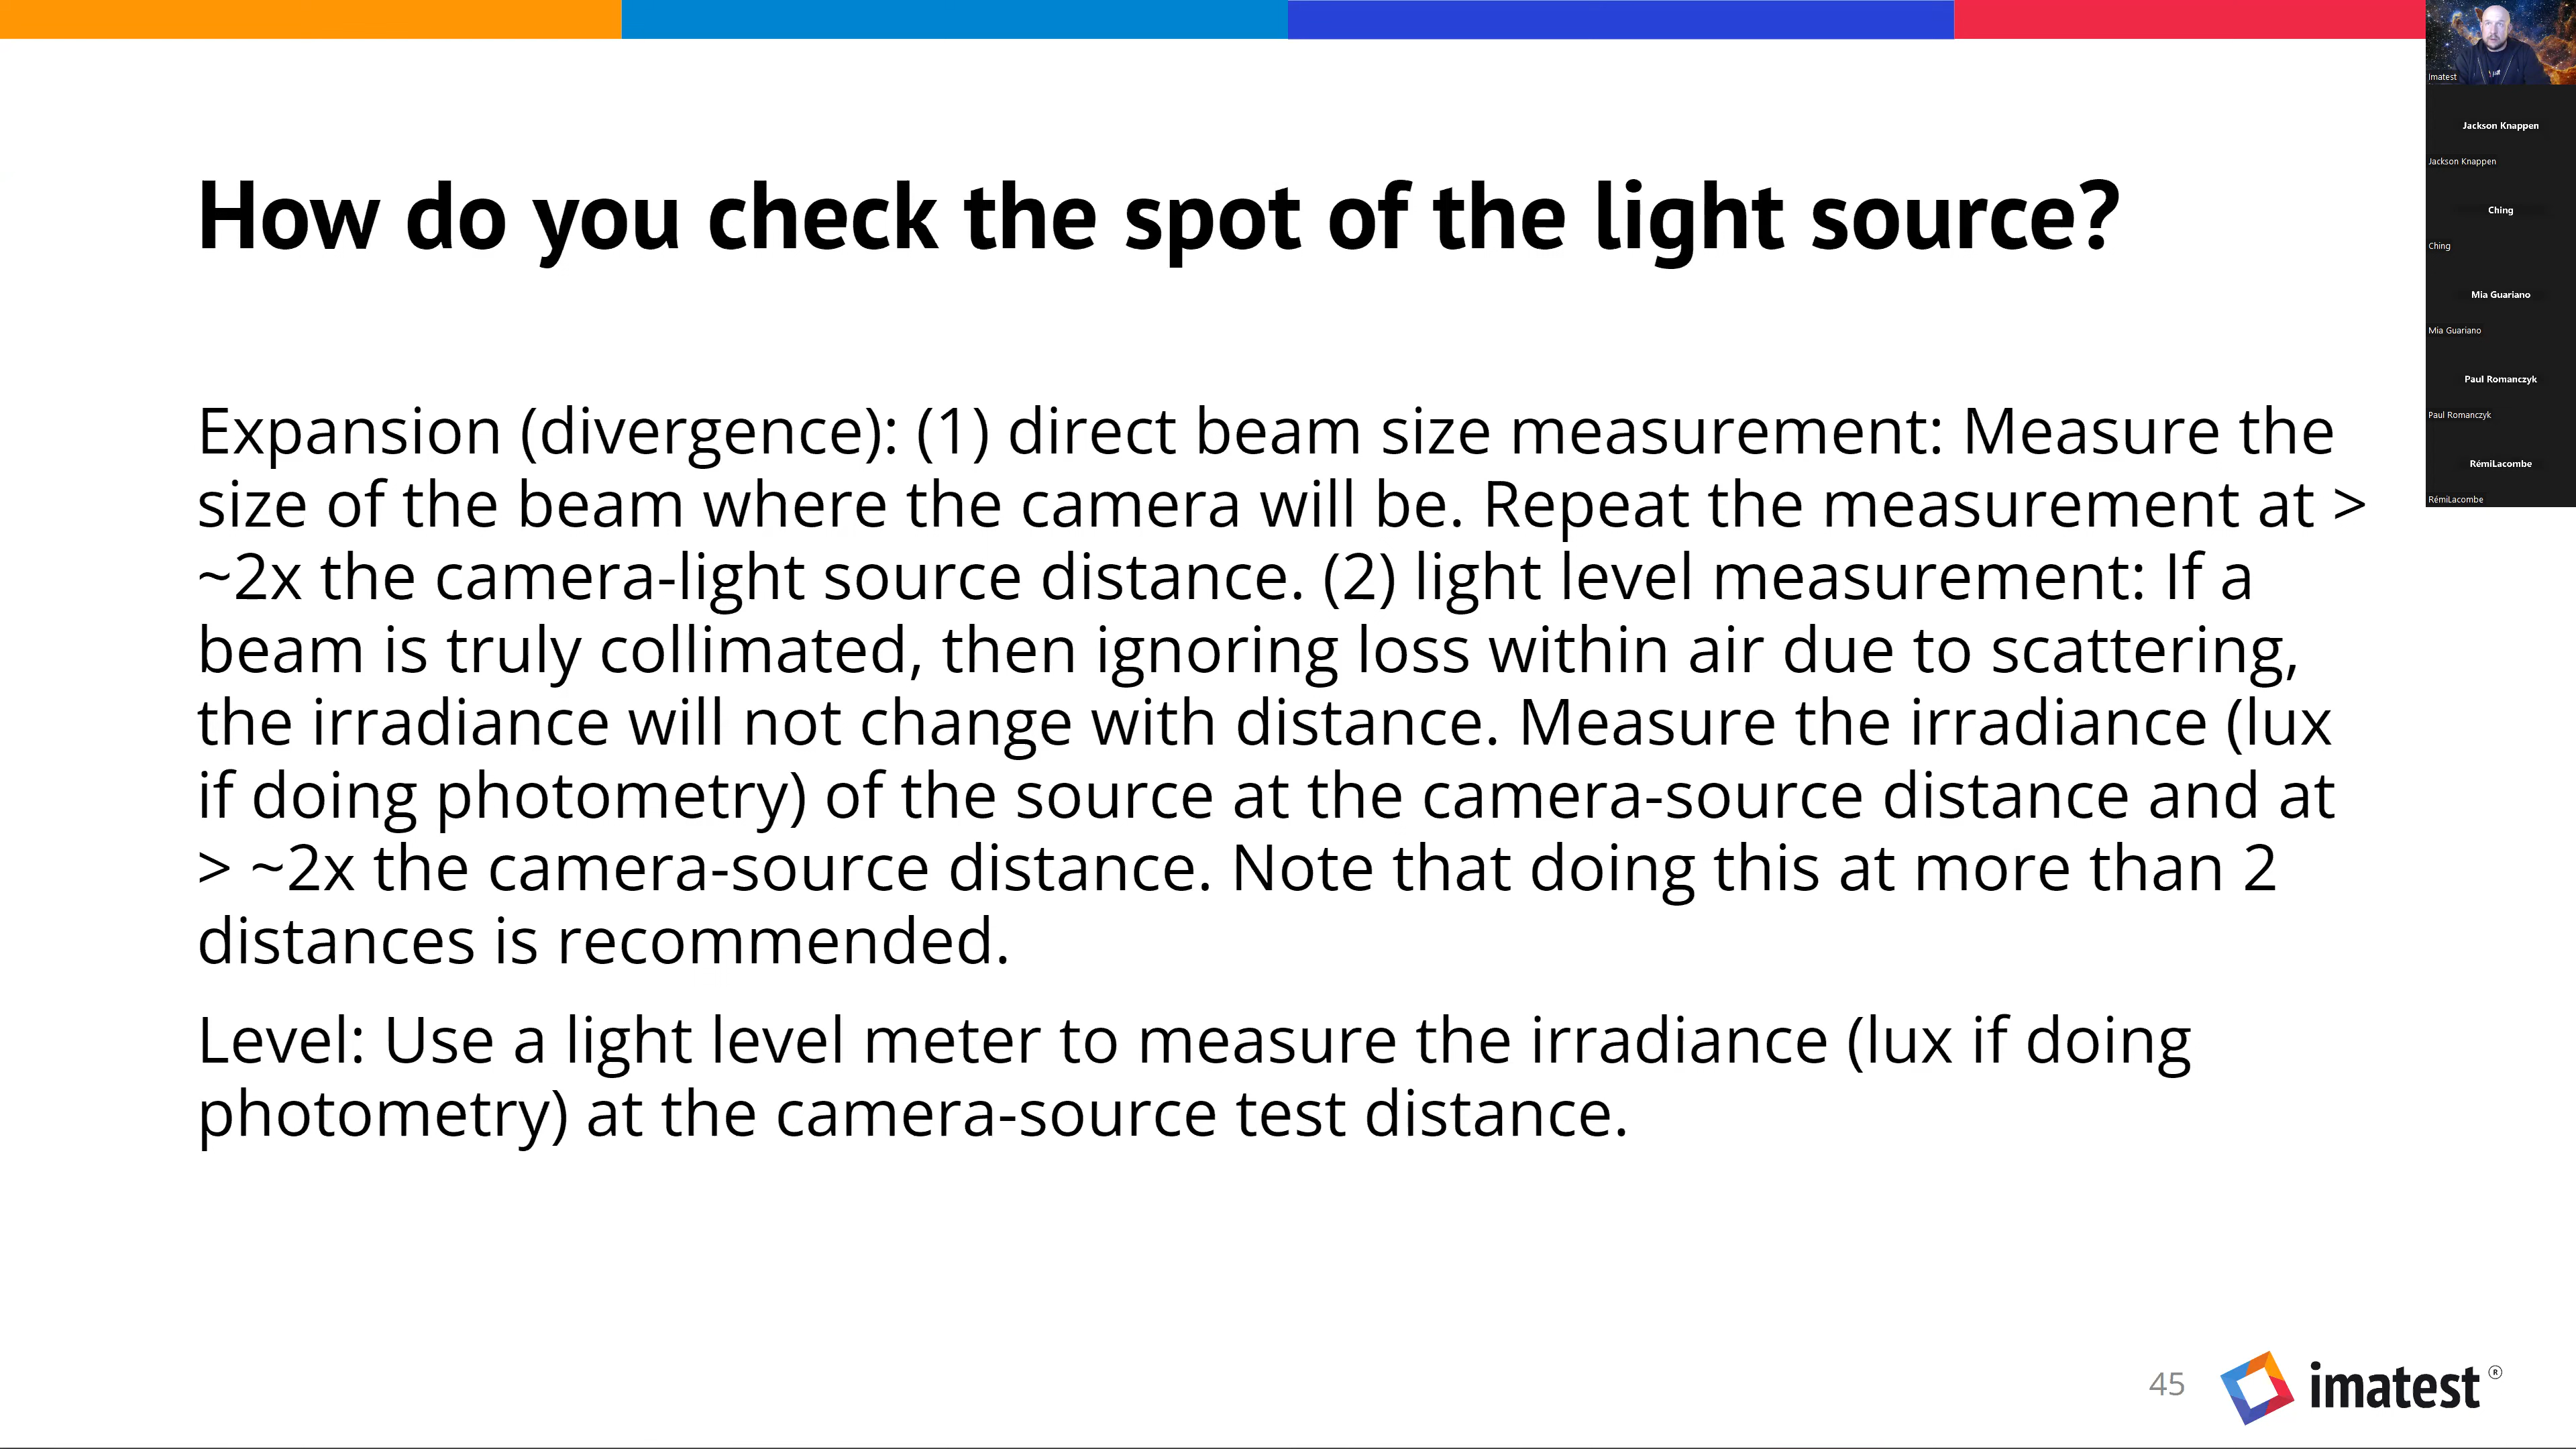 How do you check the spot of the light source?
Expansion (divergence): (1) direct beam size measurement: Measure the
size of the beam where the camera will be. Repeat the measurement at >
~2x the camera-light source distance. (2) light level measurement: If a
beam is truly collimated, then ignoring loss within air due to scattering,
the irradiance will not change with distance. Measure the irradiance (lux
if doing photometry) of the source at the camera-source distance and at
> ~2x the camera-source distance. Note that doing this at more than 2
distances is recommended.
Level: Use a light level meter to measure the irradiance (lux if doing
photometry) at the camera-source test distance.
45
imatest ®
Imatest
Jackson Knappen
Jackson Knappen
Ching
Ching
Mia Guariano
Mia Guariano
Paul Romanczyk
Paul Romanczyk
RémiLacombe
RémiLacombe